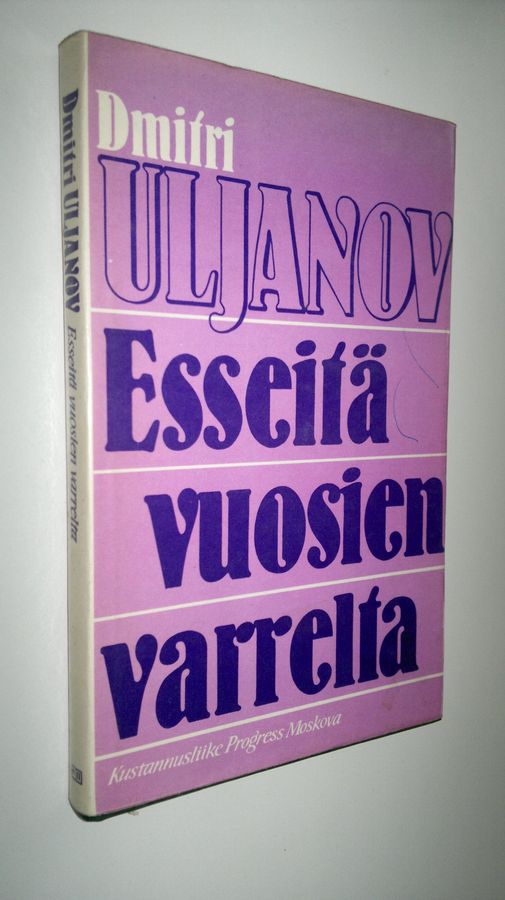 Dmitri
ULJANOV
Esseitä
vuosien
varrelta
Kustannusliike Progress Moskova
Dmitri ULJANOV Esseitä vuosien varrelta